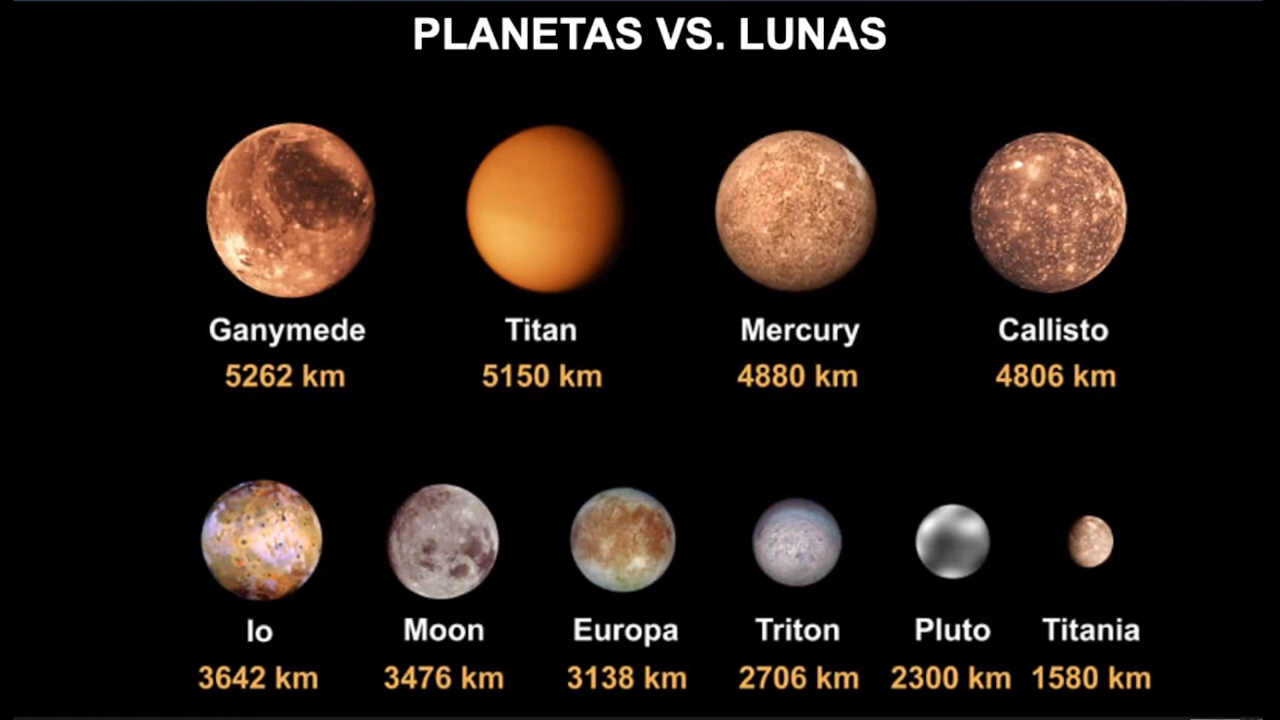 PLANETAS VS. LUNAS
Ganymede Titan Mercury Callisto
5262 km 5150 km 4880 km 4806 km
Io Moon Europa Triton Pluto Titania
3642 km 3476 km 3138 km 2706 km 2300 km 1580 km